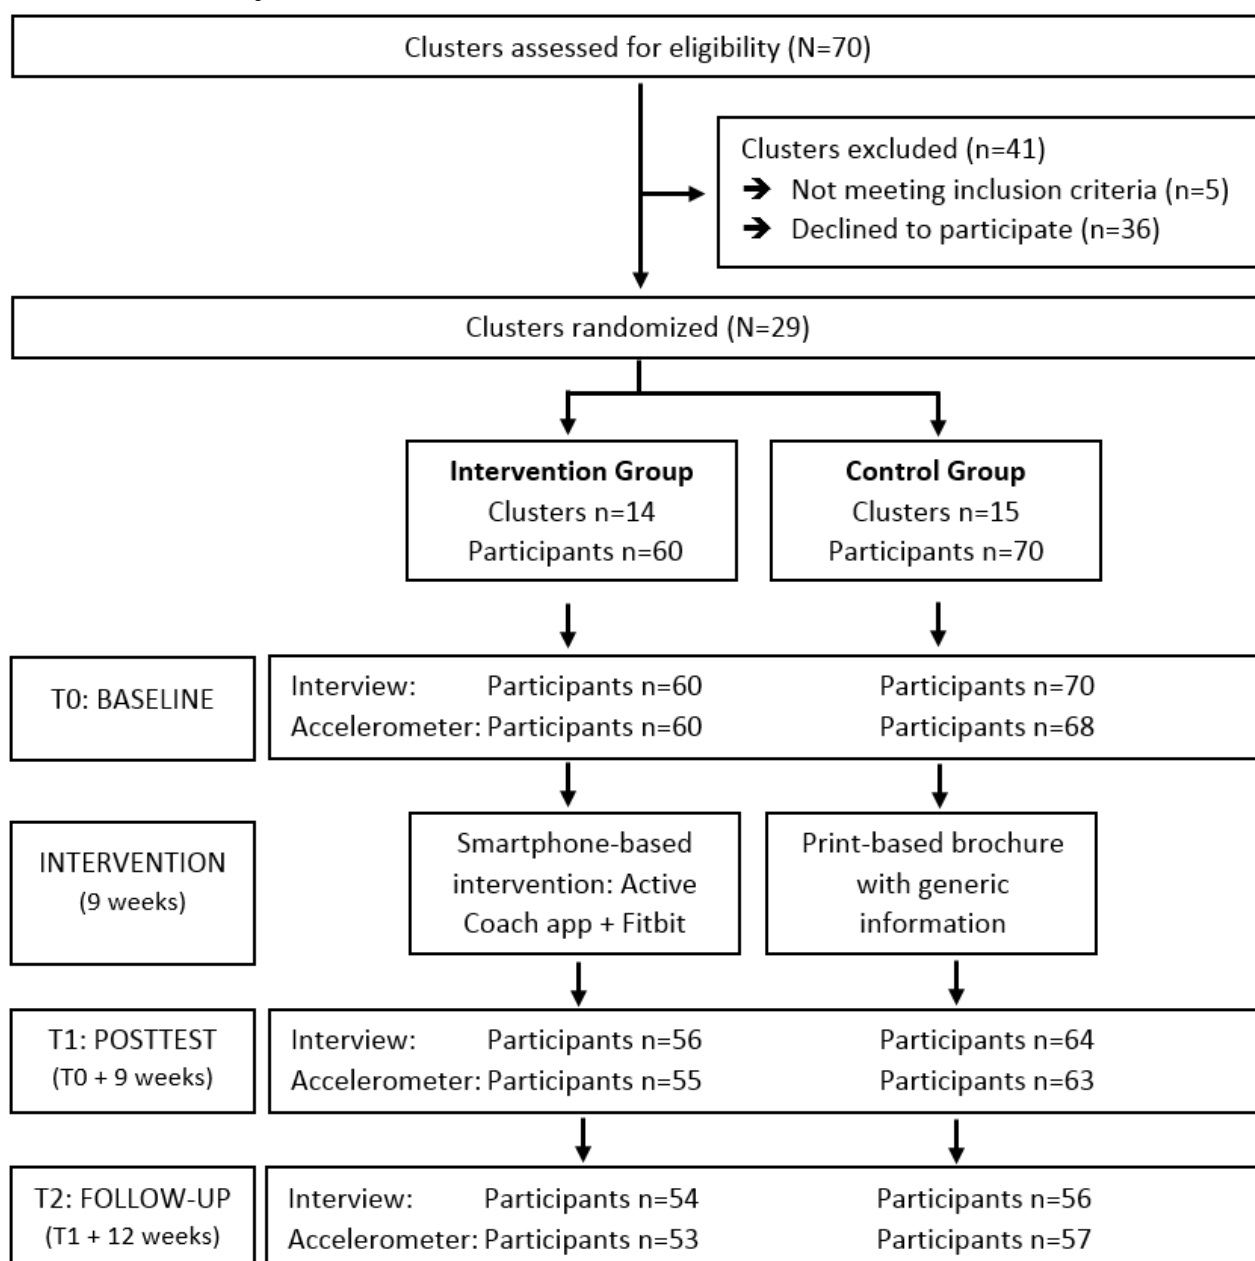 Clusters assessed for eligibility (N=70)
Clusters excluded (n=41)
➔ Not meeting inclusion criteria (n=5)
➔ Declined to participate (n=36)
Clusters randomized (N=29)
Intervention Group
Clusters n=14
Participants n=60
Control Group
Clusters n=15
Participants n=70
T0: BASELINE
Interview: Participants n=60 Participants n=70
Accelerometer: Participants n=60 Participants n=68
INTERVENTION
(9 weeks)
Smartphone-based
intervention: Active
Coach app + Fitbit
Print-based brochure
with generic
information
T1: POSTTEST
(T0 + 9 weeks)
Interview: Participants n=56 Participants n=64
Accelerometer: Participants n=55 Participants n=63
T2: FOLLOW-UP
(T1 + 12 weeks)
Interview: Participants n=54 Participants n=56
Accelerometer: Participants n=53 Participants n=57